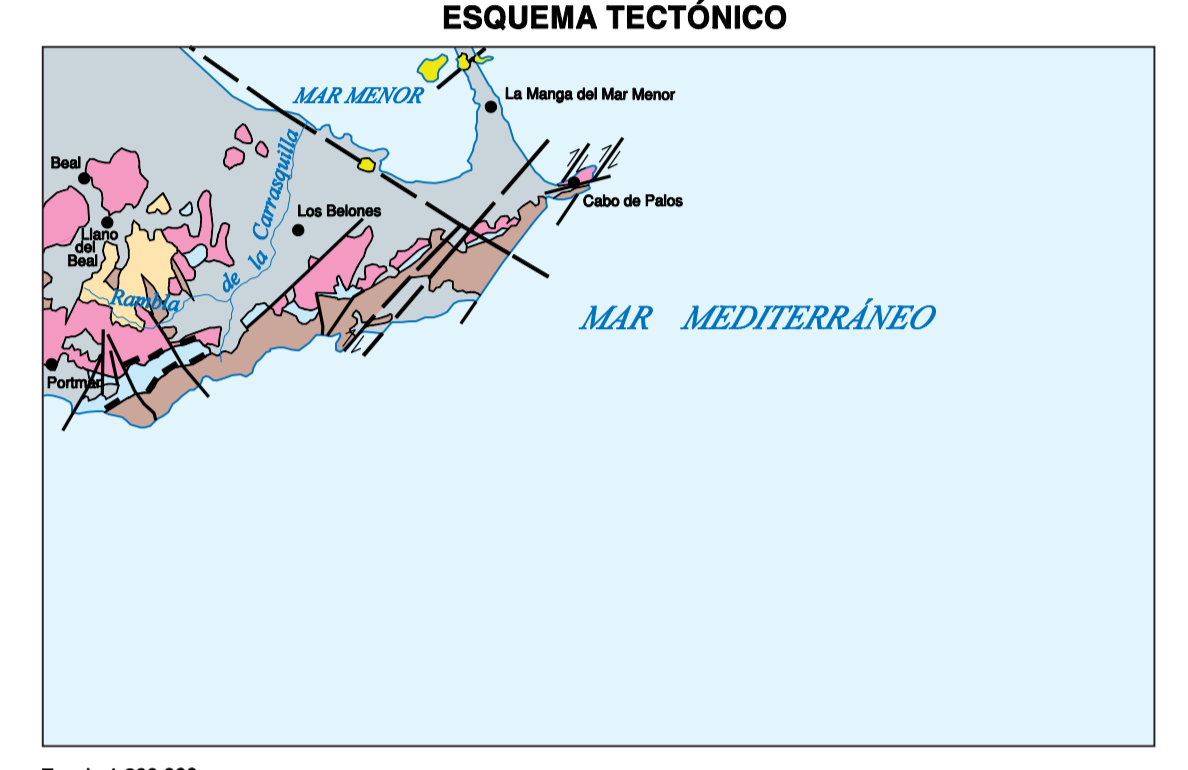 ESQUEMA TECTÓNICO
MAR MENOR
La Manga del Mar Menor
Beal
Cabo de Palos
Los Belones
Llano
del
Beal
Rambla de la Carrasquilla
MAR MEDITERRÁNEO
Portman